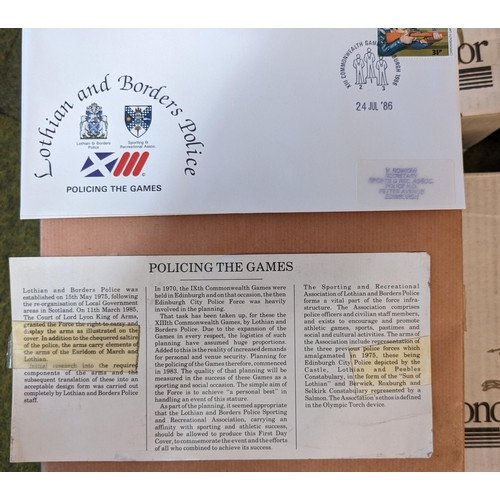 31p
XIII COMMONWEALTH GAMES EDINBURGH 1986
24 JUL '86
Lothian and Borders Police
Lothian & Borders
Police
Sporting &
Recreational Assoc.
POLICING THE GAMES
POLICING THE GAMES
Lothian and Borders Police was
established on 15th May 1975, following
the re-organisation of Local Government
areas in Scotland. On 11th March 1985,
The Court of Lord Lyon King of Arms,
granted the Force the right to assay and
display the arms as illustrated on the
cover. In addition to the chequered saltire
of the police, the arms carry elements of
the arms of the Earldom of March and
Lothian.
Initial research into the required
components of the arms and the
subsequent translation of these into an
acceptable design form was carried out
completely by Lothian and Borders Police
staff.
In 1970, the IXth Commonwealth Games were
held in Edinburgh and on that occasion, the then
Edinburgh City Police Force was heavily
involved in the planning.
That task has been taken up, for these the
XIIIth Commonwealth Games, by Lothian and
Borders Police. Due to the expansion of the
Games in every respect, the logistics of such
planning have assumed huge proportions.
Added to this is the reality of increased demands
for personal and venue security. Planning for
the policing of the Games therefore, commenced
in 1983. The quality of that planning will be
measured in the success of these Games as a
sporting and social occasion. The simple aim of
the Force is to achieve "a personal best" in
handling an event of this stature.
As part of the planning, it seemed appropriate
that the Lothian and Borders Police Sporting
and Recreational Association, carrying an
affinity with sporting and athletic success,
should be allowed to produce this First Day
Cover, to commemorate the event and the efforts
of all who combined to achieve its success.
The Sporting and Recreational
Association of Lothian and Borders Police
forms a vital part of the force infra-
structure. The Association comprises
police officers and civilian staff members,
and exists to encourage and promote
athletic games, sports, pastimes and
social and cultural activities. The arms of
the Association include representation of
the three previous police forces which
amalgamated in 1975, these being
Edinburgh City Police depicted by the
Castle, Lothian and Peebles
Constabulary, in the form of the "Sun of
Lothian" and Berwick, Roxburgh and
Selkirk Constabulary represented by a
Salmon. The Association's ethos is defined
in the Olympic Torch device.